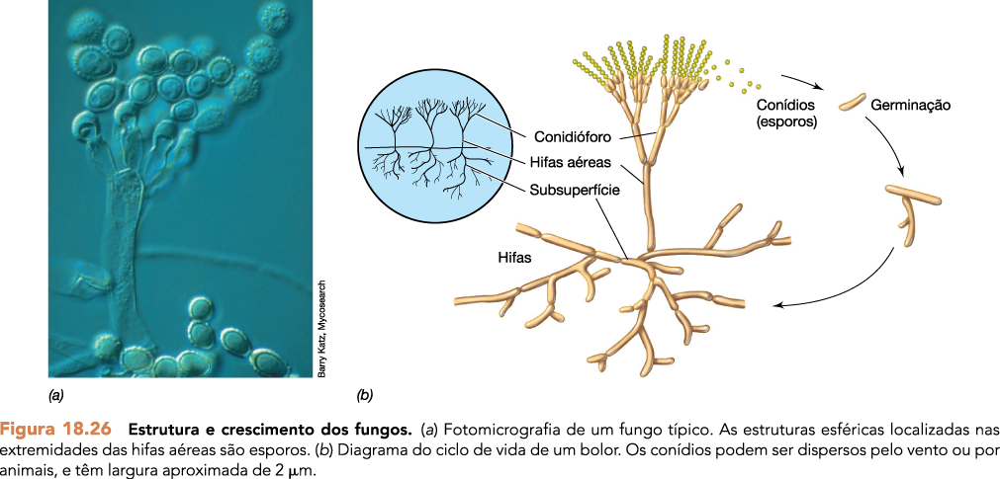 Barry Katz, Mycosearch
Conidióforo
Hifas aéreas
Subsuperfície
Hifas
Conídios
(esporos)
Germinação
(a)
(b)
Figura 18.26 Estrutura e crescimento dos fungos. (a) Fotomicrografia de um fungo típico. As estruturas esféricas localizadas nas
extremidades das hifas aéreas são esporos. (b) Diagrama do ciclo de vida de um bolor. Os conídios podem ser dispersos pelo vento ou por
animais, e têm largura aproximada de 2 μm.